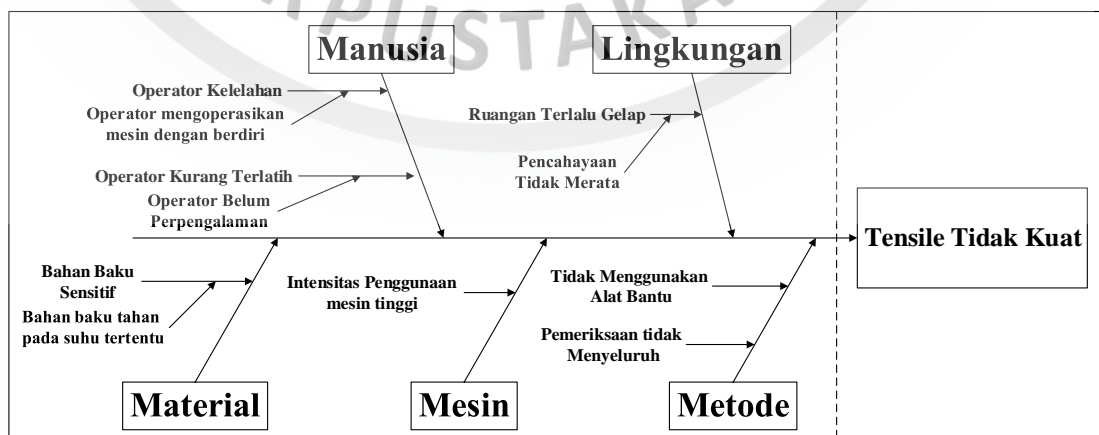 Manusia
Lingkungan
Operator Kelelahan
Operator mengoperasikan
mesin dengan berdiri
Ruangan Terlalu Gelap
Pencahayaan
Tidak Merata
Operator Kurang Terlatih
Operator Belum
Perpengalaman
Tensile Tidak Kuat
Bahan Baku
Sensitif
Bahan baku tahan
pada suhu tertentu
Intensitas Penggunaan
mesin tinggi
Tidak Menggunakan
Alat Bantu
Pemeriksaan tidak
Menyeluruh
Material
Mesin
Metode
PUSTAKA